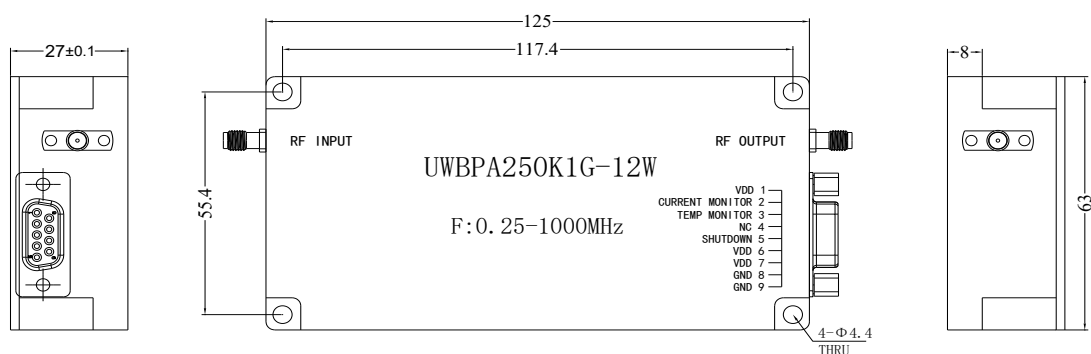 125
117.4
27±0.1
8
RF INPUT
RF OUTPUT
UWBPA250K1G-12W
F:0.25-1000MHz
VDD 1
CURRENT MONITOR 2
TEMP MONITOR 3
NC 4
SHUTDOWN 5
VDD 6
VDD 7
GND 8
GND 9
55.4
63
4-Φ4.4
THRU